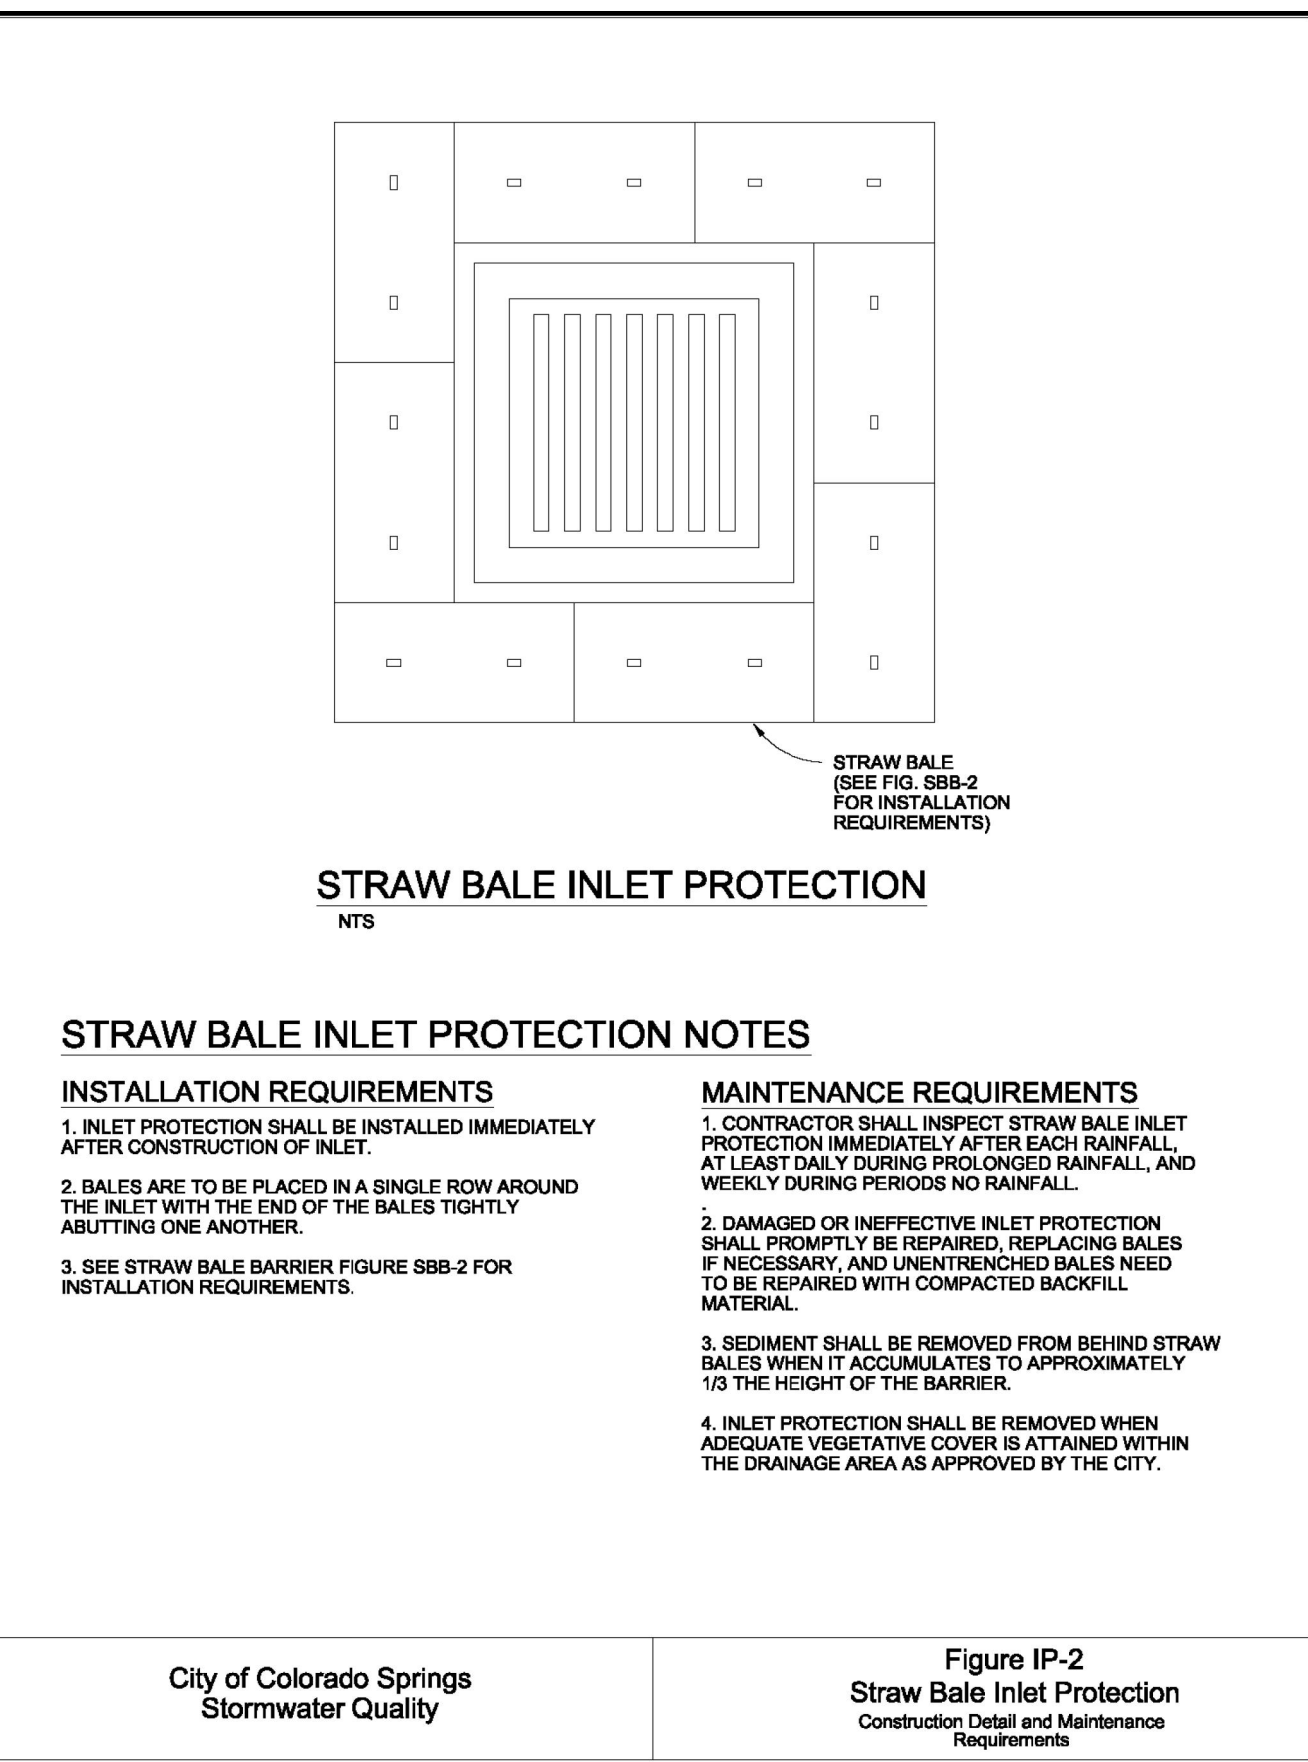 STRAW BALE
(SEE FIG. SBB-2
FOR INSTALLATION
REQUIREMENTS)
STRAW BALE INLET PROTECTION
NTS
STRAW BALE INLET PROTECTION NOTES
INSTALLATION REQUIREMENTS
1. INLET PROTECTION SHALL BE INSTALLED IMMEDIATELY
AFTER CONSTRUCTION OF INLET.
2. BALES ARE TO BE PLACED IN A SINGLE ROW AROUND
THE INLET WITH THE END OF THE BALES TIGHTLY
ABUTTING ONE ANOTHER.
3. SEE STRAW BALE BARRIER FIGURE SBB-2 FOR
INSTALLATION REQUIREMENTS.
MAINTENANCE REQUIREMENTS
1. CONTRACTOR SHALL INSPECT STRAW BALE INLET
PROTECTION IMMEDIATELY AFTER EACH RAINFALL,
AT LEAST DAILY DURING PROLONGED RAINFALL, AND
WEEKLY DURING PERIODS NO RAINFALL.
.
2. DAMAGED OR INEFFECTIVE INLET PROTECTION
SHALL PROMPTLY BE REPAIRED, REPLACING BALES
IF NECESSARY, AND UNENTRENCHED BALES NEED
TO BE REPAIRED WITH COMPACTED BACKFILL
MATERIAL.
3. SEDIMENT SHALL BE REMOVED FROM BEHIND STRAW
BALES WHEN IT ACCUMULATES TO APPROXIMATELY
1/3 THE HEIGHT OF THE BARRIER.
4. INLET PROTECTION SHALL BE REMOVED WHEN
ADEQUATE VEGETATIVE COVER IS ATTAINED WITHIN
THE DRAINAGE AREA AS APPROVED BY THE CITY.
City of Colorado Springs
Stormwater Quality
Figure IP-2
Straw Bale Inlet Protection
Construction Detail and Maintenance
Requirements